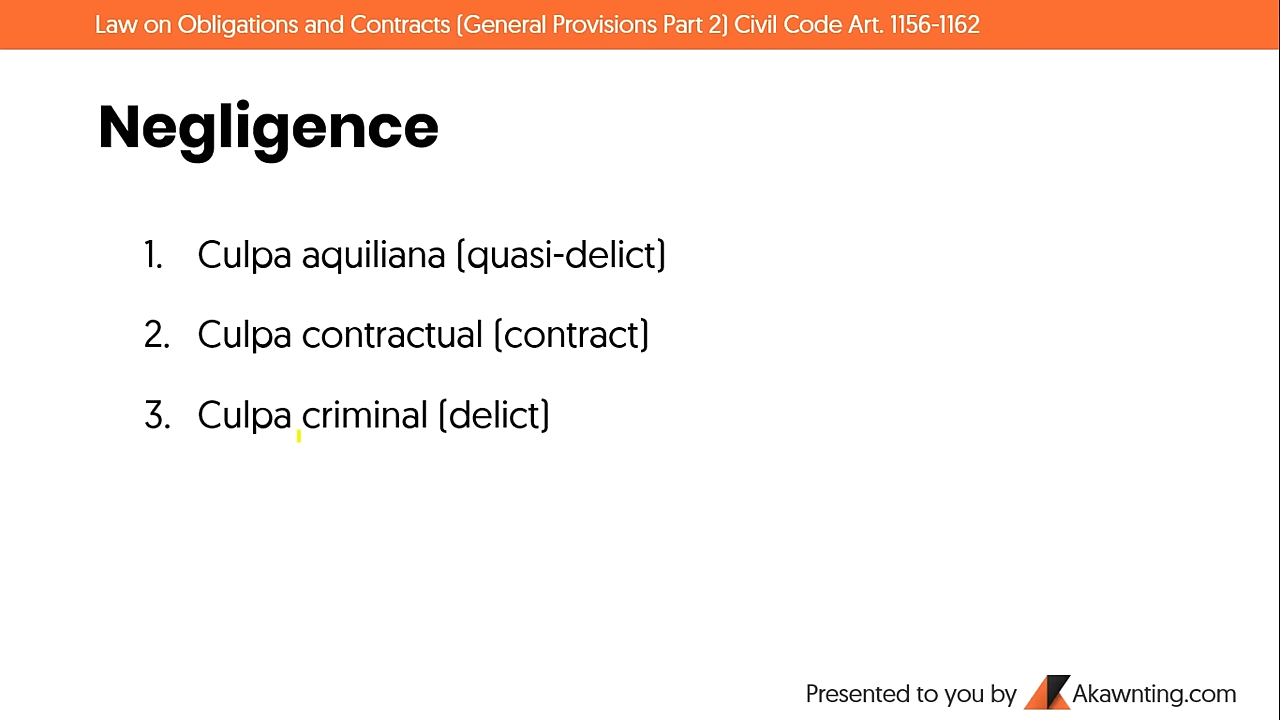 Law on Obligations and Contracts (General Provisions Part 2) Civil Code Art. 1156-1162
Negligence
1. Culpa aquiliana (quasi-delict)
2. Culpa contractual (contract)
3. Culpa criminal (delict)
Presented to you by Akawnting.com